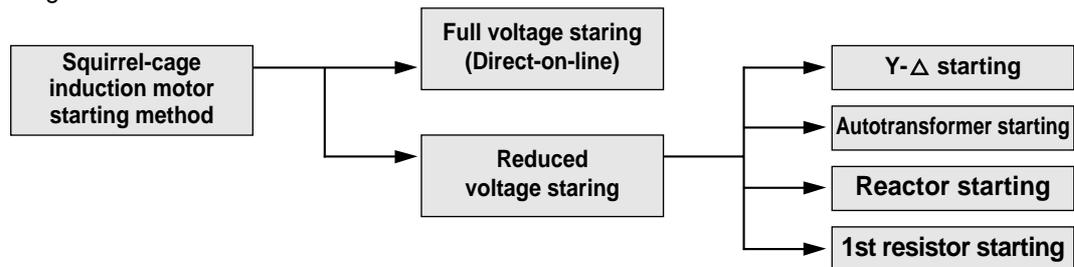 Squirrel-cage
induction motor
starting method
Full voltage staring
(Direct-on-line)
Reduced
voltage staring
Y-△ starting
Autotransformer starting
Reactor starting
1st resistor starting